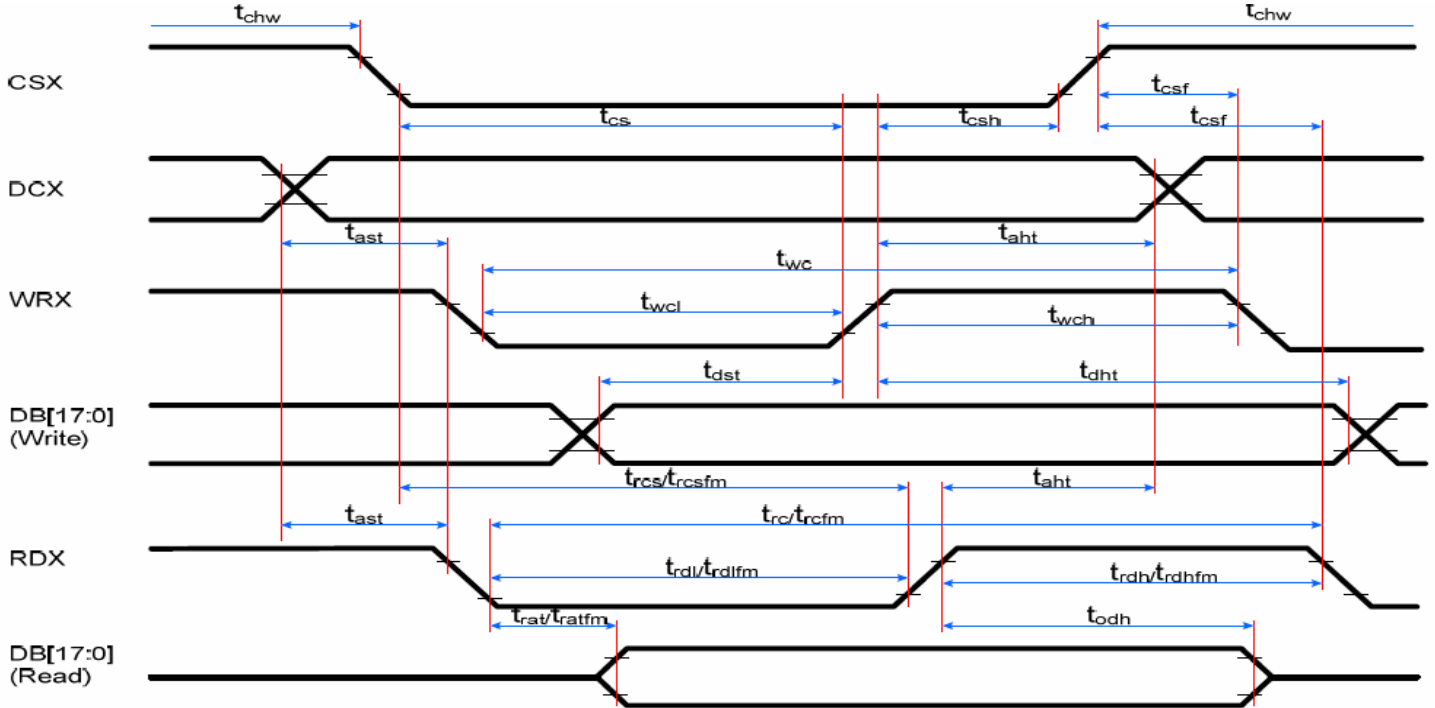 tchw
tchw
CSX
tcsf
tcs
tcsh
tcsf
DCX
tast
taht
twc
WRX
twcl
twch
tdst
tdht
DB[17:0]
(Write)
trcs/trcsfm
taht
tast
trc/trcfm
RDX
trdl/trdlfm
trdh/trdhfm
trat/tratfm
todh
DB[17:0]
(Read)